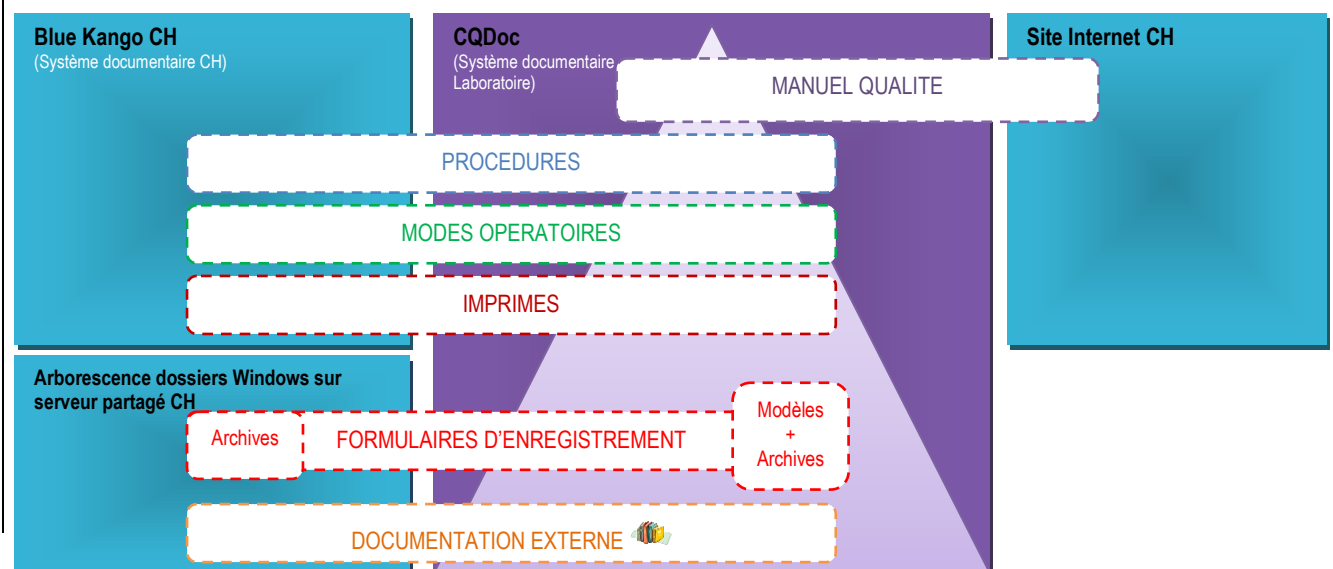 Blue Kango CH
(Système documentaire CH)
CQDoc
(Système documentaire
Laboratoire)
Site Internet CH
MANUEL QUALITE
PROCEDURES
MODES OPERATOIRES
IMPRIMES
Arborescence dossiers Windows sur
serveur partagé CH
Archives
FORMULAIRES D'ENREGISTREMENT
Modèles
+
Archives
DOCUMENTATION EXTERNE